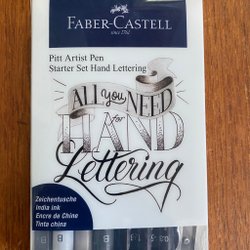 FABER-CASTELL
since 1761
Pitt Artist Pen
Starter Set Hand Lettering
ALL you NEED
for
HAND
Lettering
Zeichentusche
india ink
Encre de Chine
Tinta china